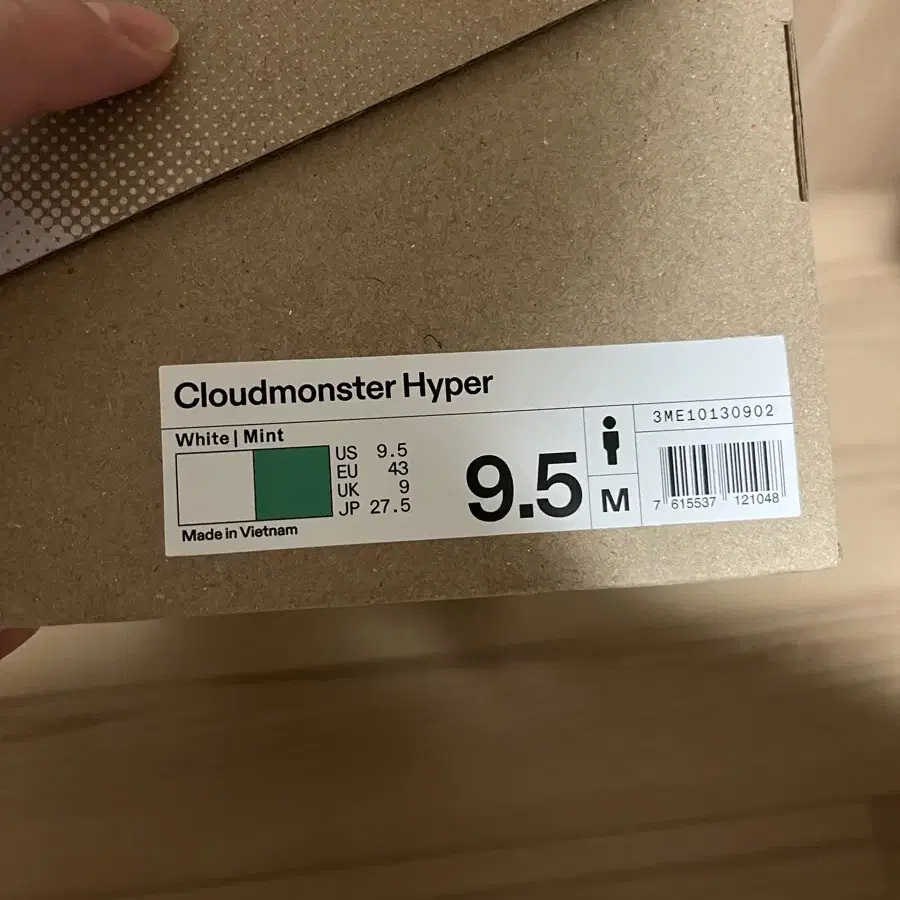 Cloudmonster Hyper
White | Mint
US 9.5
EU 43
UK 9
JP 27.5
Made in Vietnam
9.5
M
3ME10130902
7 615537 121048